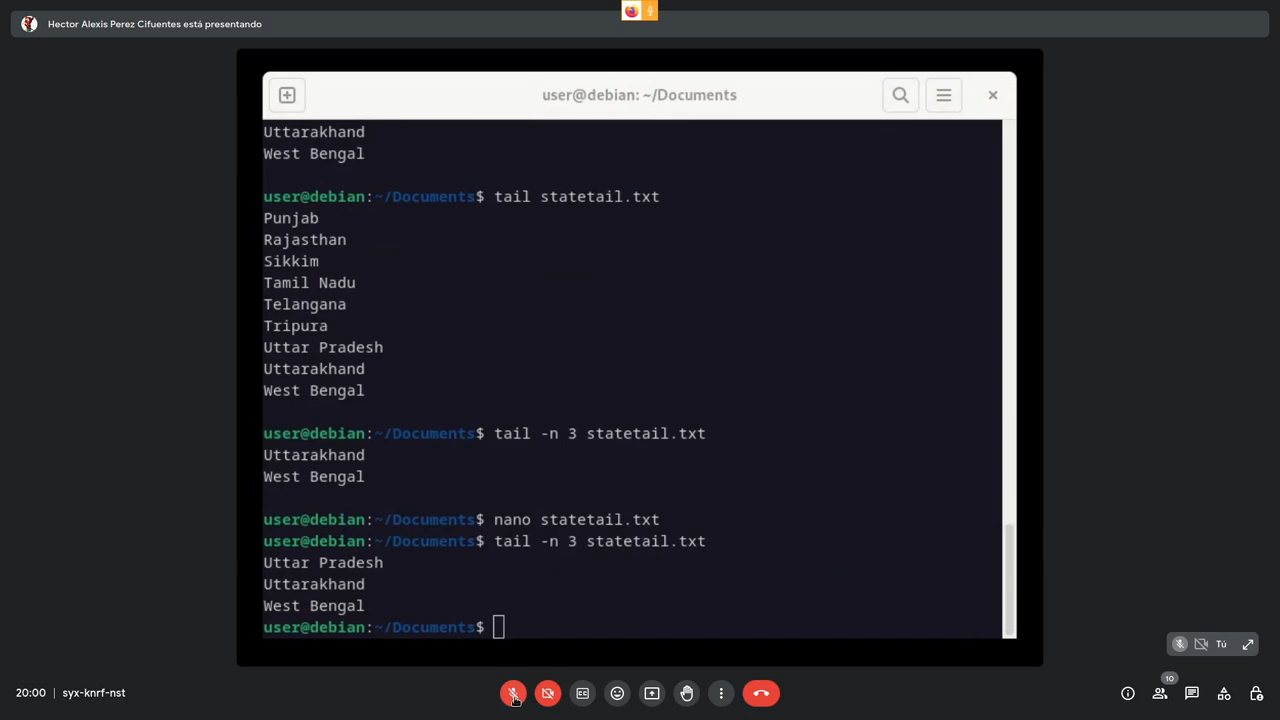 Hector Alexis Perez Cifuentes está presentando
user@debian: ~/Documents
Uttarakhand
West Bengal
user@debian:~/Documents$ tail statetail.txt
Punjab
Rajasthan
Sikkim
Tamil Nadu
Telangana
Tripura
Uttar Pradesh
Uttarakhand
West Bengal
user@debian:~/Documents$ tail -n 3 statetail.txt
Uttarakhand
West Bengal
user@debian:~/Documents$ nano statetail.txt
user@debian:~/Documents$ tail -n 3 statetail.txt
Uttar Pradesh
Uttarakhand
West Bengal
user@debian:~/Documents$
Tú
20:00 | syx-knrf-nst
10